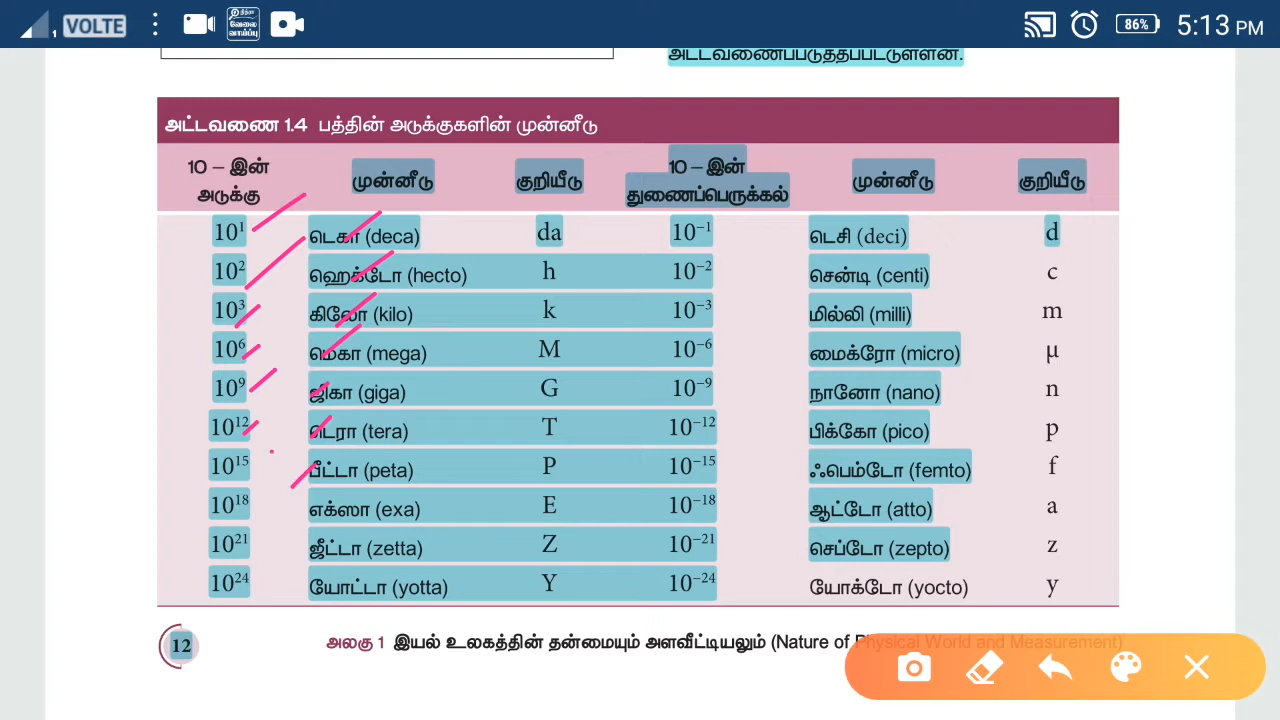 1 VOLTE 86% 5:13 PM
வேலை
வாய்ப்பு
அட்டவணைப்படுத்தப்பட்டுள்ளன.
அட்டவணை 1.4 பத்தின் அடுக்குகளின் முன்னீடு
10 – இன் அடுக்கு முன்னீடு குறியீடு 10 – இன் துணைப்பெருக்கல் முன்னீடு குறியீடு
10¹ டெகா (deca) da 10⁻¹ டெசி (deci) d
10² ஹெக்டோ (hecto) h 10⁻² சென்டி (centi) c
10³ கிலோ (kilo) k 10⁻³ மில்லி (milli) m
10⁶ மெகா (mega) M 10⁻⁶ மைக்ரோ (micro) μ
10⁹ ஜிகா (giga) G 10⁻⁹ நானோ (nano) n
10¹² டெரா (tera) T 10⁻¹² பிக்கோ (pico) p
10¹⁵ பீட்டா (peta) P 10⁻¹⁵ ஃபெம்டோ (femto) f
10¹⁸ எக்ஸா (exa) E 10⁻¹⁸ ஆட்டோ (atto) a
10²¹ ஜீட்டா (zetta) Z 10⁻²¹ செப்டோ (zepto) z
10²⁴ யோட்டா (yotta) Y 10⁻²⁴ யோக்டோ (yocto) y
12 அலகு 1 இயல் உலகத்தின் தன்மையும் அளவீட்டியலும் (Nature of Physical World and Measurement)